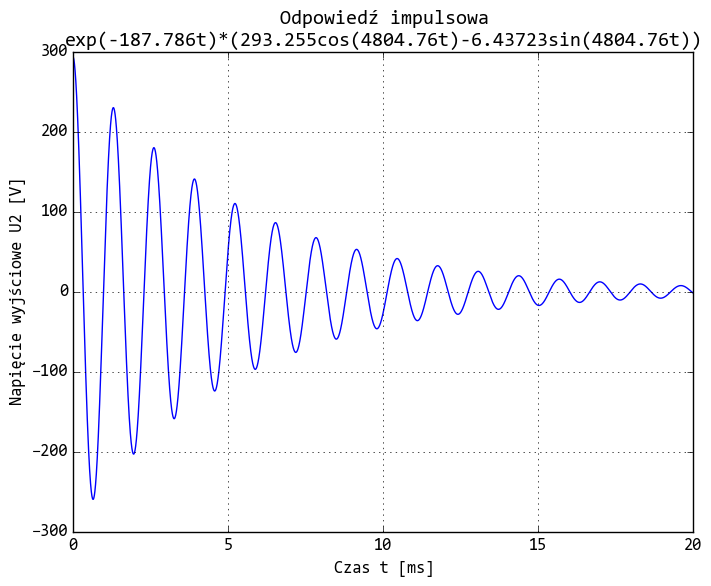 Odpowiedź impulsowa
exp(-187.786t)*(293.255cos(4804.76t)-6.43723sin(4804.76t))
300
200
100
0
−100
−200
−300
Napięcie wyjściowe U2 [V]
0 5 10 15 20
Czas t [ms]